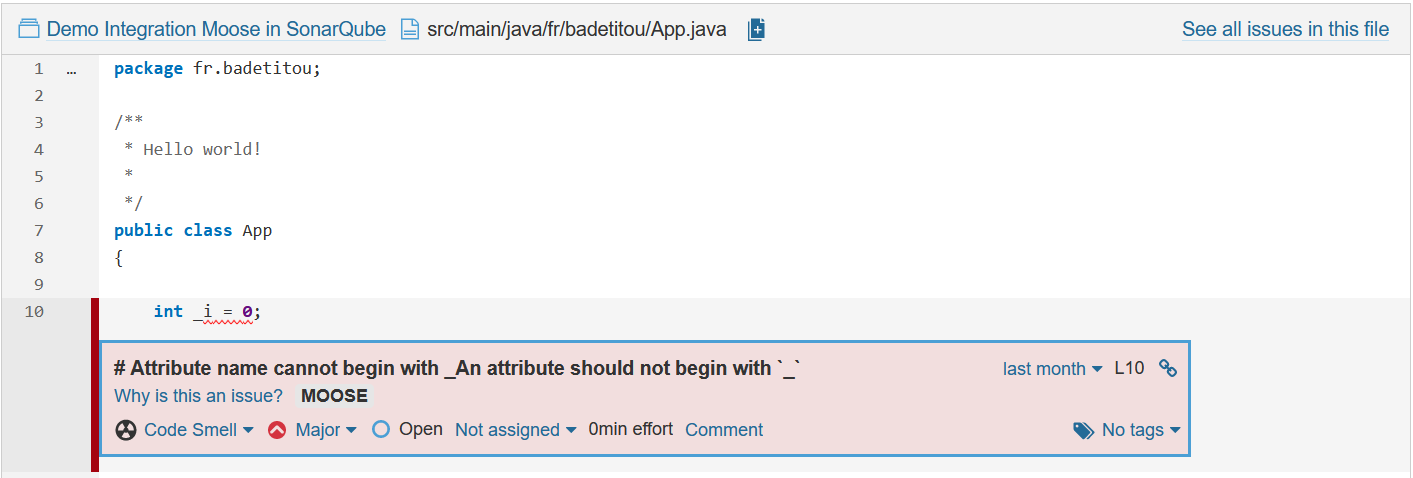 Demo Integration Moose in SonarQube src/main/java/fr/badetitou/App.java See all issues in this file
1 … package fr.badetitou;
2
3 /**
4 * Hello world!
5 *
6 */
7 public class App
8 {
9
10 int _i = 0;
# Attribute name cannot begin with _An attribute should not begin with `_` last month L10
Why is this an issue? MOOSE
Code Smell Major Open Not assigned 0min effort Comment No tags